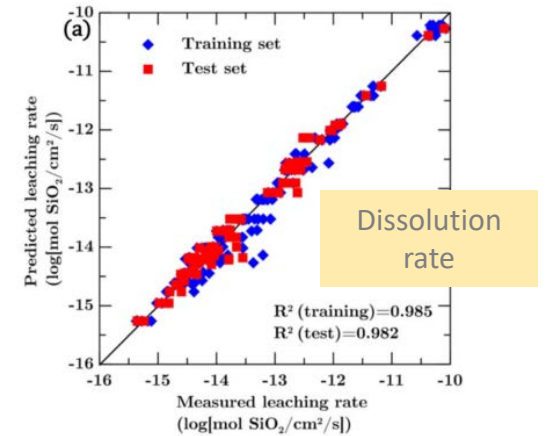 (a)
Training set
Test set
-10
-11
-12
-13
-14
-15
-16
Predicted leaching rate
(log[mol SiO₂/cm²/s])
Dissolution
rate
R² (training)=0.985
R² (test)=0.982
-16 -15 -14 -13 -12 -11 -10
Measured leaching rate
(log[mol SiO₂/cm²/s])